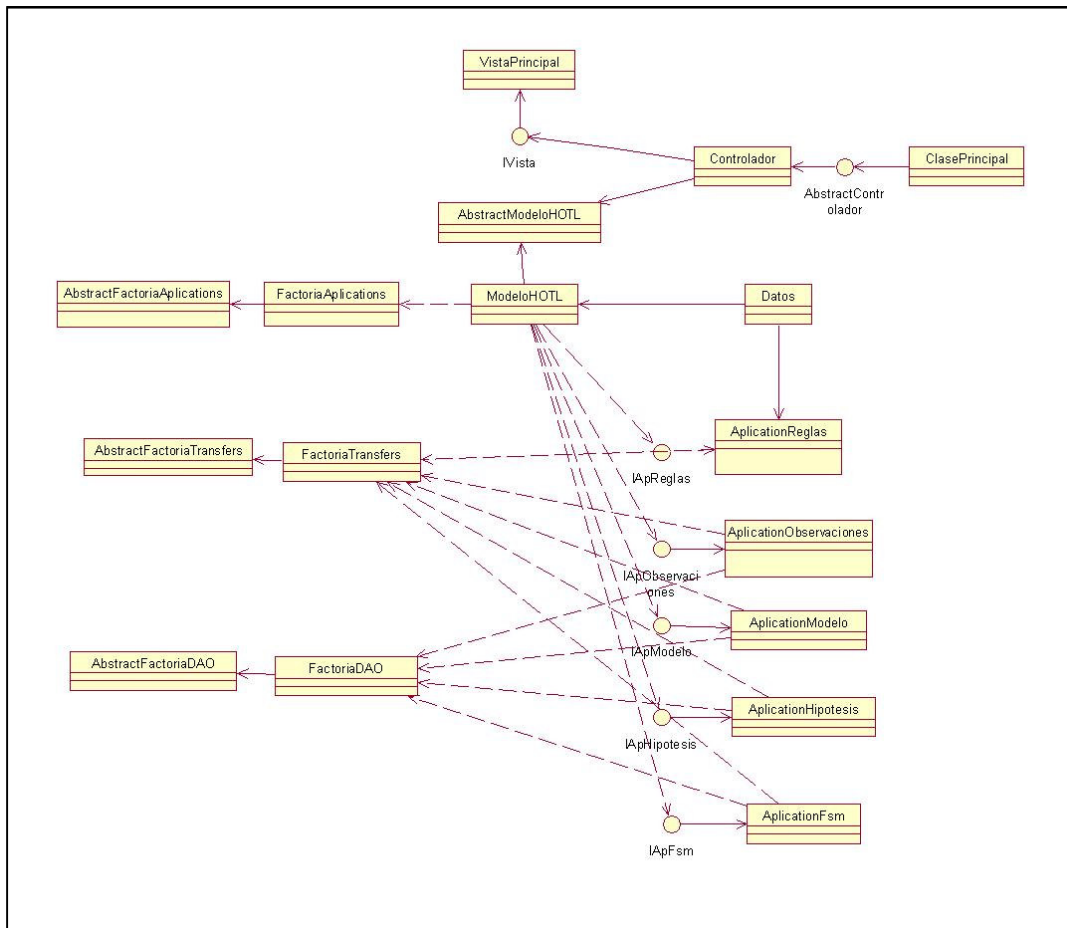 VistaPrincipal
IVista
Controlador
ClasePrincipal
AbstractContr
olador
AbstractModeloHOTL
AbstractFactoriaAplications
FactoriaAplications
ModeloHOTL
Datos
AbstractFactoriaTransfers
FactoriaTransfers
AplicationReglas
IApReglas
AplicationObservaciones
IApObservaci
ones
AplicationModelo
IApModelo
AbstractFactoriaDAO
FactoriaDAO
AplicationHipotesis
IApHipotesis
AplicationFsm
IApFsm